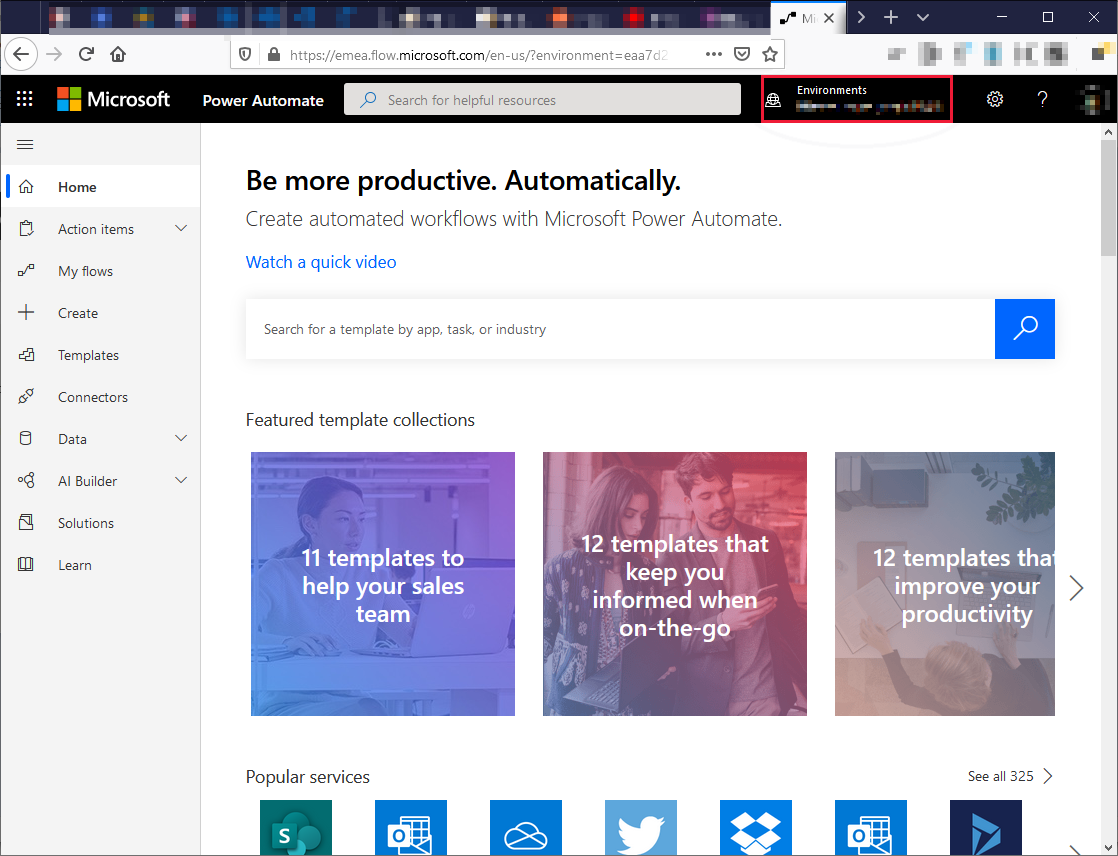 Mi
https://emea.flow.microsoft.com/en-us/?environment=eaa7d2
Microsoft
Power Automate
Search for helpful resources
Environments
?
Home
Action items
My flows
Create
Templates
Connectors
Data
AI Builder
Solutions
Learn
Be more productive. Automatically.
Create automated workflows with Microsoft Power Automate.
Watch a quick video
Search for a template by app, task, or industry
Featured template collections
11 templates to
help your sales
team
12 templates that
keep you
informed when
on-the-go
12 templates that
improve your
productivity
Popular services
See all 325
S
O
O